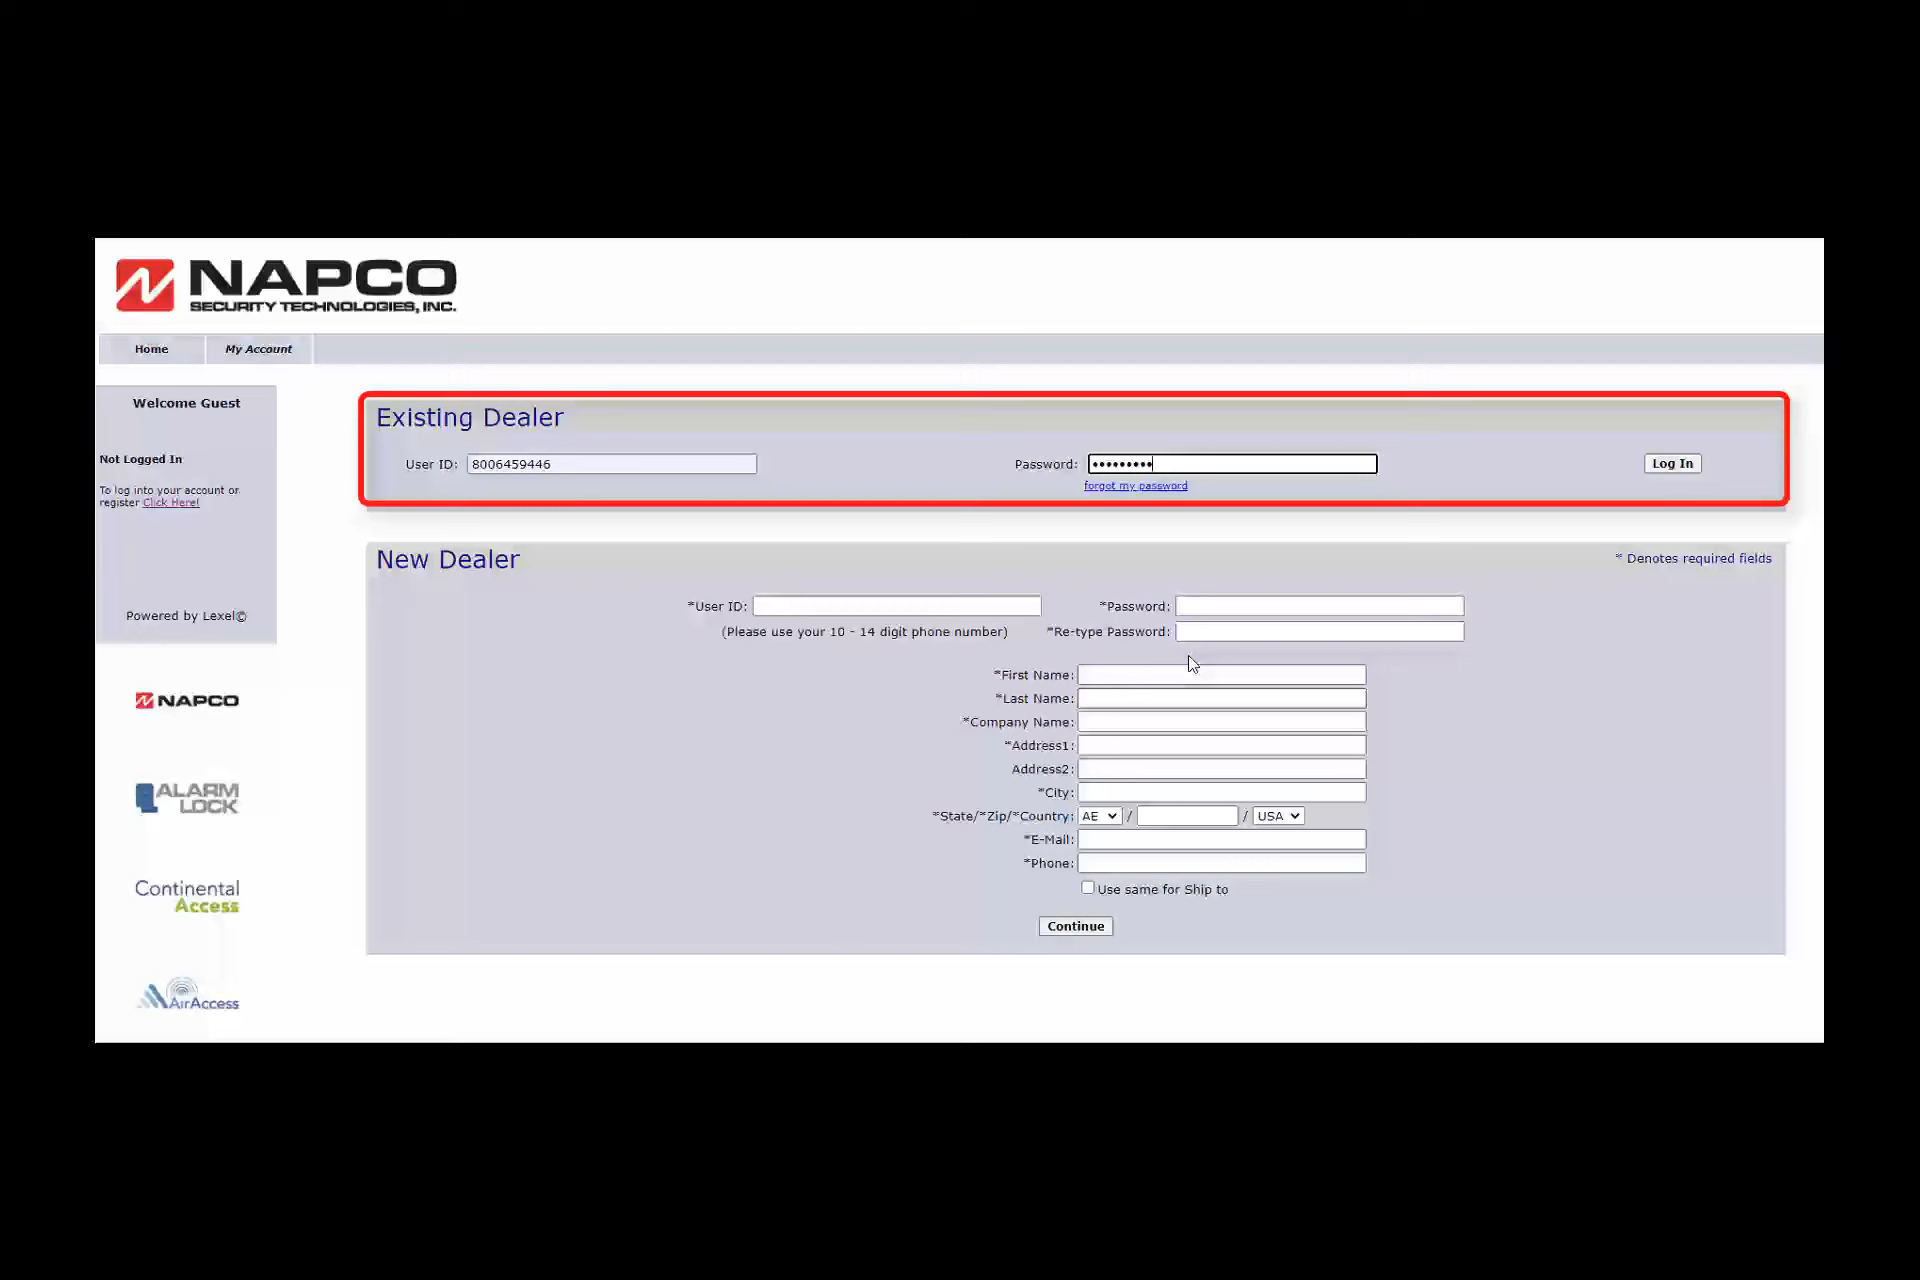 NAPCO
SECURITY TECHNOLOGIES, INC.
Home
My Account
Welcome Guest
Not Logged In
To log into your account or
register Click Here!
Powered by Lexel©
NAPCO
ALARM
LOCK
Continental
Access
AirAccess
Existing Dealer
User ID: 8006459446
Password: •••••••••
Log In
forgot my password
New Dealer
* Denotes required fields
*User ID:
*Password:
(Please use your 10 - 14 digit phone number)
*Re-type Password:
*First Name:
*Last Name:
*Company Name:
*Address1:
Address2:
*City:
*State/*Zip/*Country: AE / / USA
*E-Mail:
*Phone:
Use same for Ship to
Continue